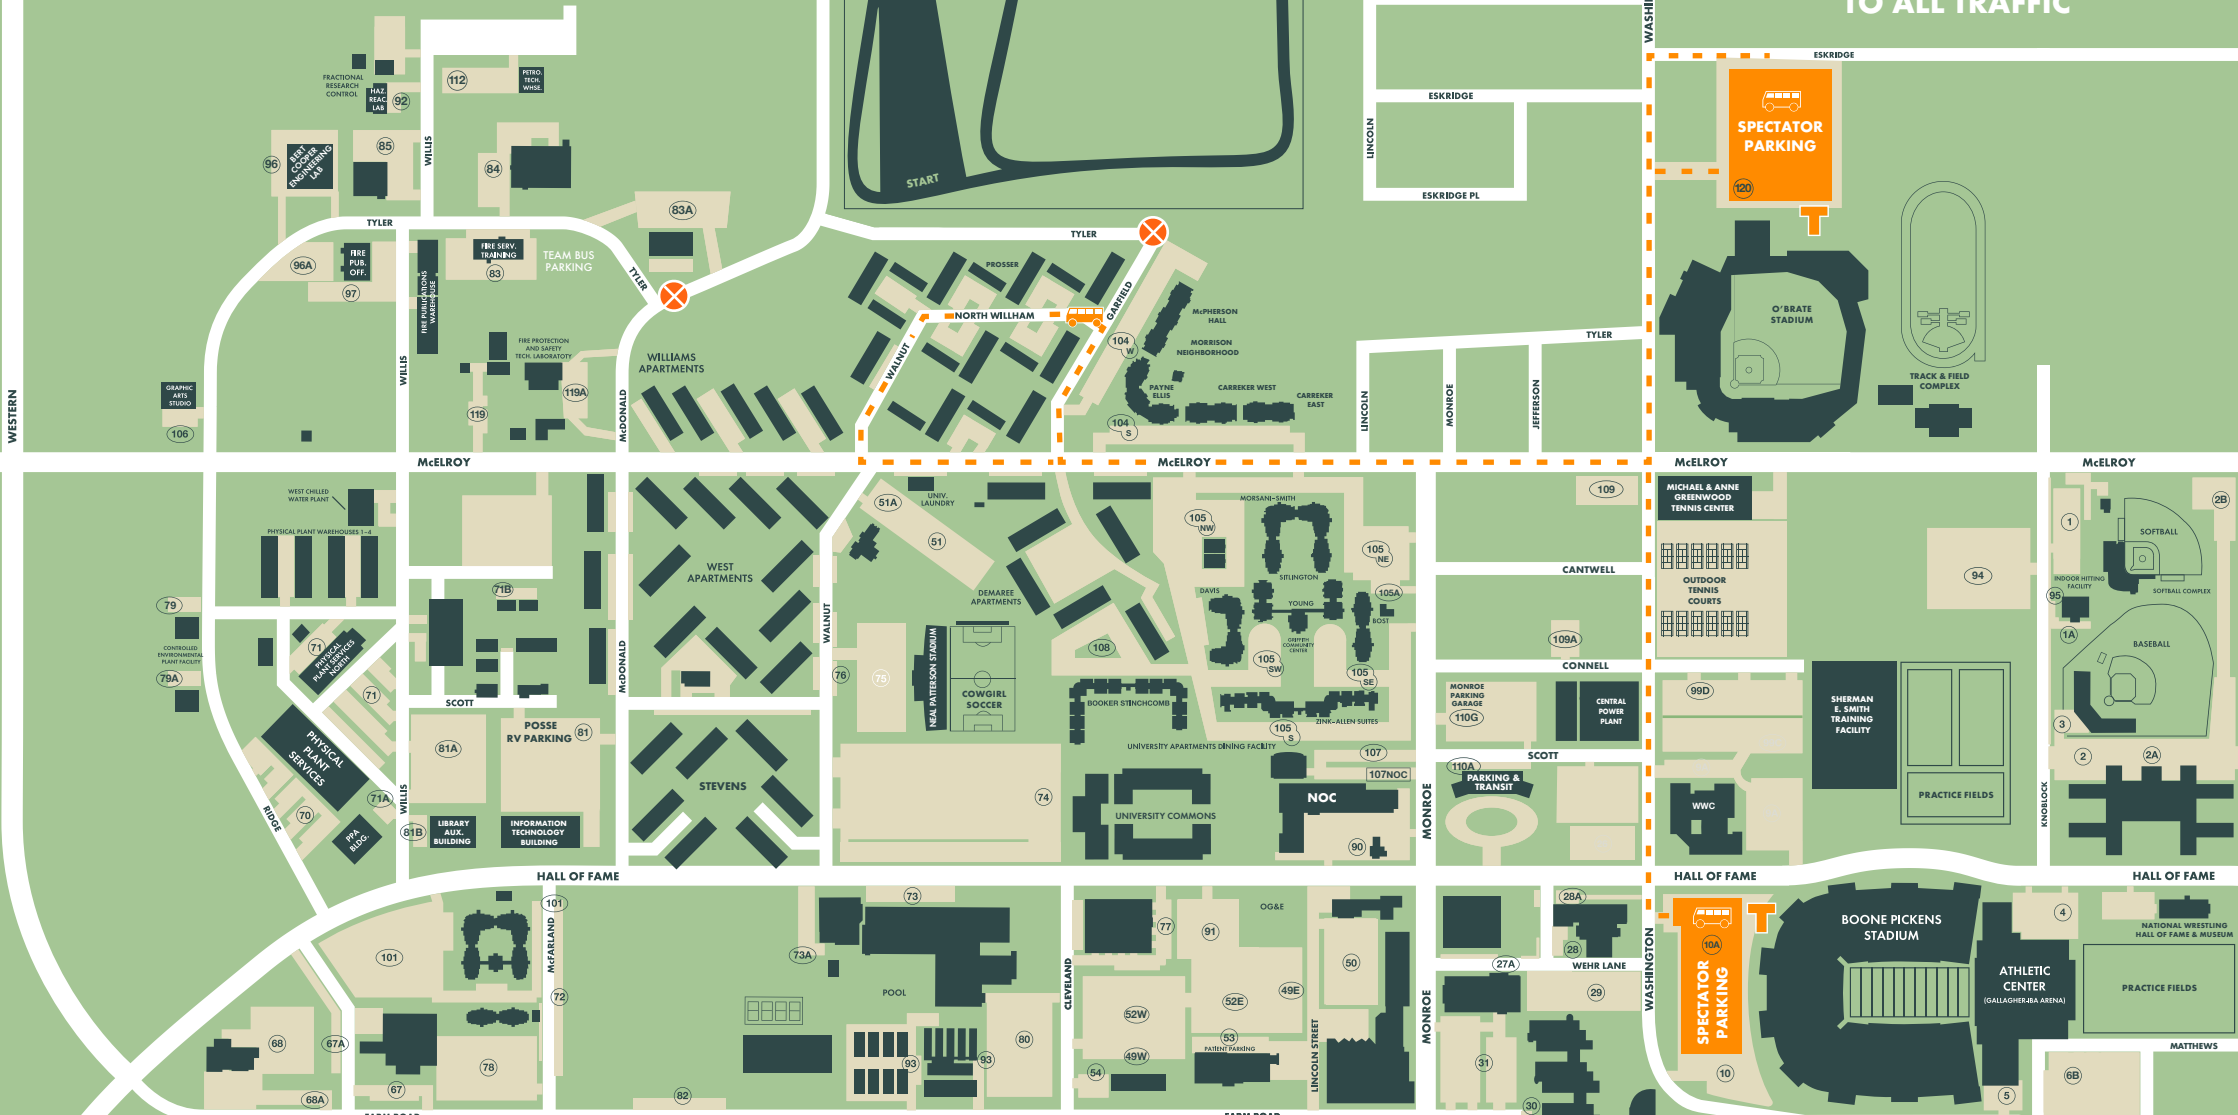 TO ALL TRAFFIC
WASHI
ESKRIDGE
FRACTIONAL
RESEARCH
CONTROL
HAZ.
REAC.
LAB
92
112
PETRO.
TECH.
WHSE.
WILLIS
ESKRIDGE
LINCOLN
ESKRIDGE PL
SPECTATOR
PARKING
120
96
BERT
COOPER
ENGINEERING
LAB
85
84
83A
START
TYLER
TYLER
TYLER
FIRE SERV.
TRAINING
83
TEAM BUS
PARKING
96A
FIRE
PUB.
OFF.
97
FIRE PUBLICATIONS
WAREHOUSE
PROSSER
NORTH WILLHAM
GARFIELD
WALNUT
McPHERSON
HALL
MORRISON
NEIGHBORHOOD
104
W
PAYNE
ELLIS
CARREKER WEST
CARREKER
EAST
104
S
TYLER
LINCOLN
MONROE
JEFFERSON
O'BRATE
STADIUM
TRACK & FIELD
COMPLEX
WESTERN
GRAPHIC
ARTS
STUDIO
106
WILLIS
FIRE PROTECTION
AND SAFETY
TECH. LABORATOTY
119
119A
McDONALD
WILLIAMS
APARTMENTS
McELROY
McELROY
McELROY
McELROY
WEST CHILLED
WATER PLANT
PHYSICAL PLANT WAREHOUSES 1-4
51A
UNIV.
LAUNDRY
51
WEST
APARTMENTS
DEMAREE
APARTMENTS
MORSANI-SMITH
105
NW
105
NE
SITLINGTON
105A
DAVIS
YOUNG
BOST
GRIFFITH
COMMUNITY
CENTER
105
SW
105
SE
109
MICHAEL & ANNE
GREENWOOD
TENNIS CENTER
CANTWELL
OUTDOOR
TENNIS
COURTS
94
1
2B
SOFTBALL
INDOOR HITTING
FACILITY
SOFTBALL COMPLEX
95
1A
BASEBALL
79
CONTROLLED
ENVIRONMENTAL
PLANT FACILITY
79A
71
PHYSICAL
PLANT SERVICES
NORTH
71
71B
McDONALD
WALNUT
76
75
NEAL PATTERSON STADIUM
COWGIRL
SOCCER
108
BOOKER STINCHCOMB
ZINK-ALLEN SUITES
105
S
109A
CONNELL
MONROE
PARKING
GARAGE
110G
CENTRAL
POWER
PLANT
99D
SHERMAN
E. SMITH
TRAINING
FACILITY
3
2
2A
SCOTT
POSSE
RV PARKING
81
81A
PHYSICAL
PLANT
SERVICES
70
71A
PPA
BLDG.
WILLIS
81B
LIBRARY
AUX.
BUILDING
INFORMATION
TECHNOLOGY
BUILDING
RIDGE
STEVENS
74
UNIVERSITY APARTMENTS DINING FACILITY
107
107NOC
UNIVERSITY COMMONS
NOC
90
MONROE
SCOTT
110A
PARKING &
TRANSIT
WWC
PRACTICE FIELDS
KNOBLOCK
HALL OF FAME
HALL OF FAME
HALL OF FAME
101
101
McFARLAND
72
73
73A
POOL
CLEVELAND
77
91
OG&E
50
28A
28
27A
WEHR LANE
29
WASHINGTON
10A
SPECTATOR
PARKING
10
BOONE PICKENS
STADIUM
ATHLETIC
CENTER
(GALLAGHER-IBA ARENA)
4
NATIONAL WRESTLING
HALL OF FAME & MUSEUM
PRACTICE FIELDS
MATTHEWS
6B
5
68
67A
78
67
68A
82
93
93
80
52W
52E
49E
53
PATIENT PARKING
49W
54
LINCOLN STREET
MONROE
31
30
FARM ROAD
FARM ROAD